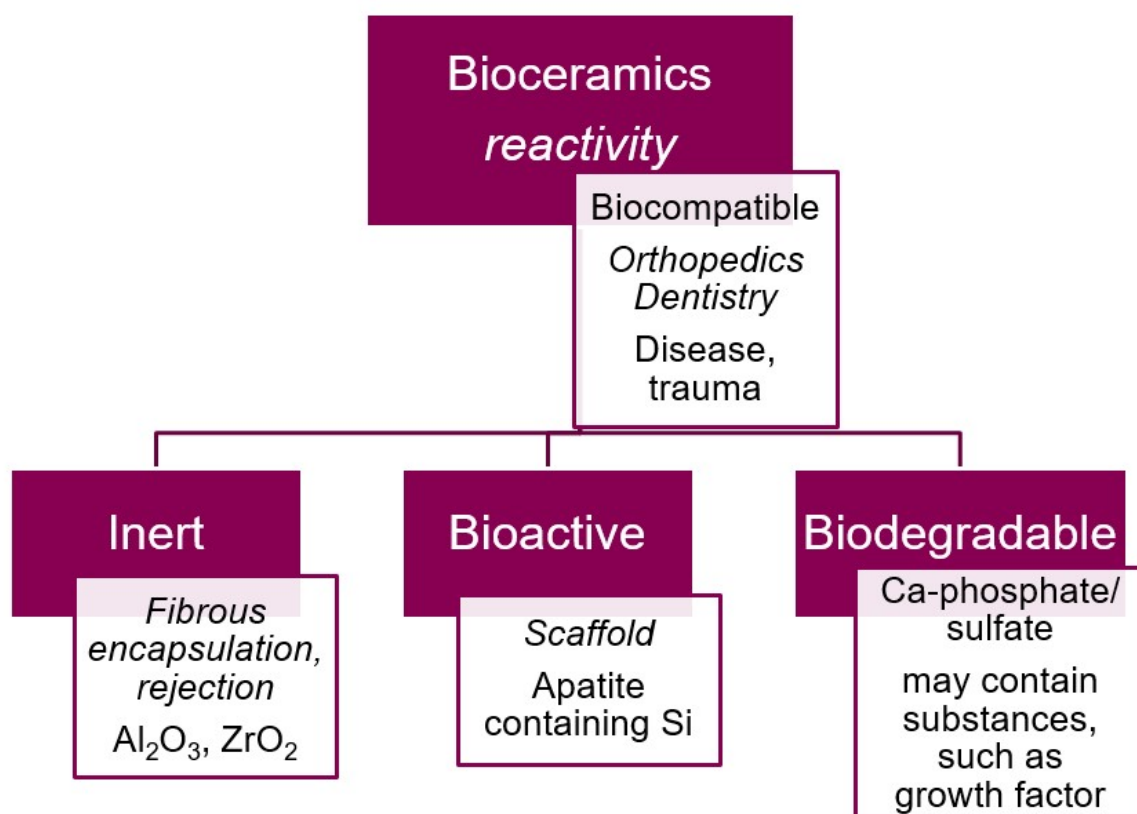 Bioceramics
reactivity
Biocompatible
Orthopedics
Dentistry
Disease,
trauma
Inert
Fibrous
encapsulation,
rejection
Al₂O₃, ZrO₂
Bioactive
Scaffold
Apatite
containing Si
Biodegradable
Ca-phosphate/
sulfate
may contain
substances,
such as
growth factor